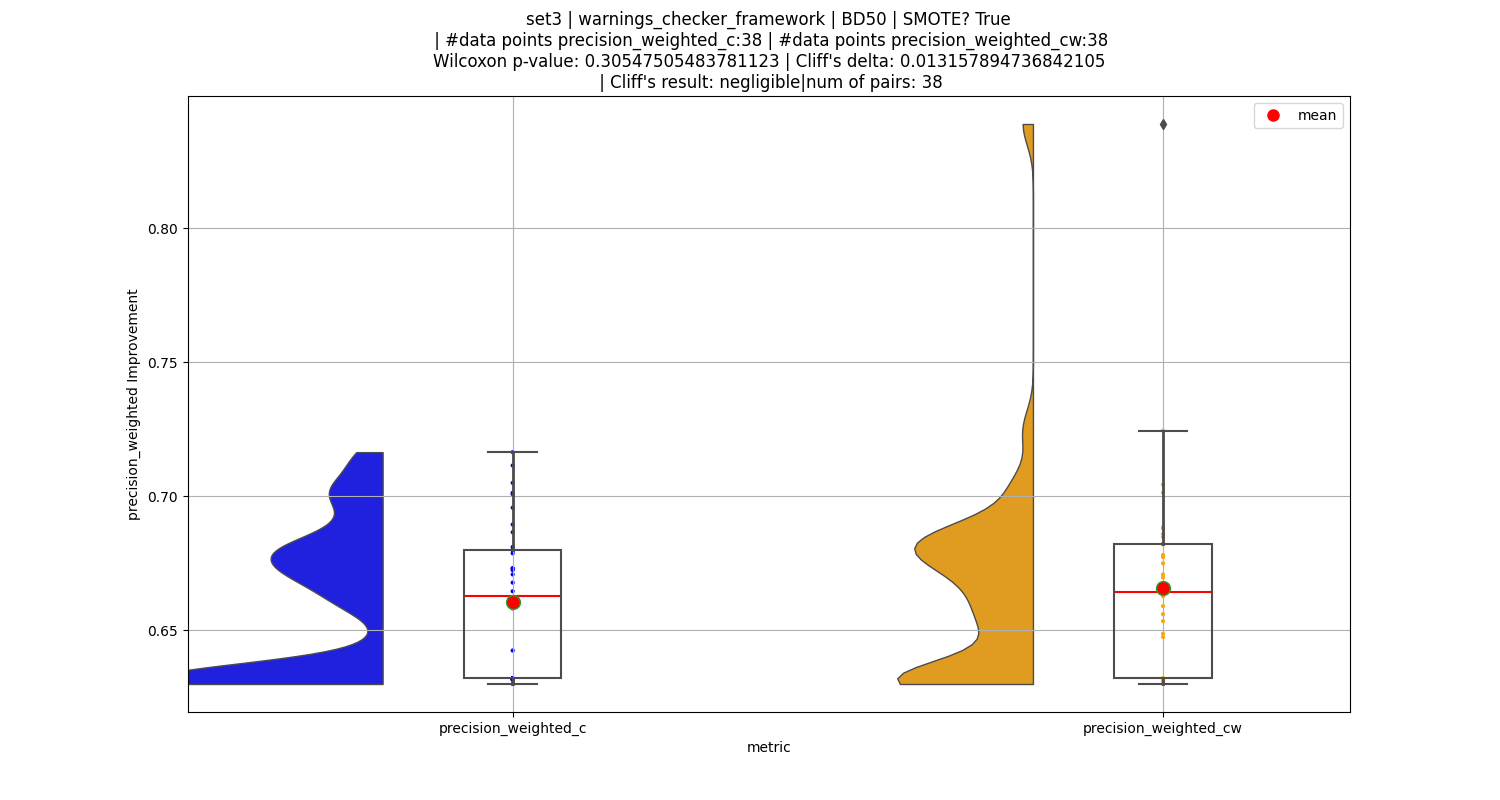 set3 | warnings_checker_framework | BD50 | SMOTE? True
| #data points precision_weighted_c:38 | #data points precision_weighted_cw:38
Wilcoxon p-value: 0.30547505483781123 | Cliff's delta: 0.013157894736842105
| Cliff's result: negligible|num of pairs: 38
mean
precision_weighted Improvement
0.80
0.75
0.70
0.65
precision_weighted_c
precision_weighted_cw
metric